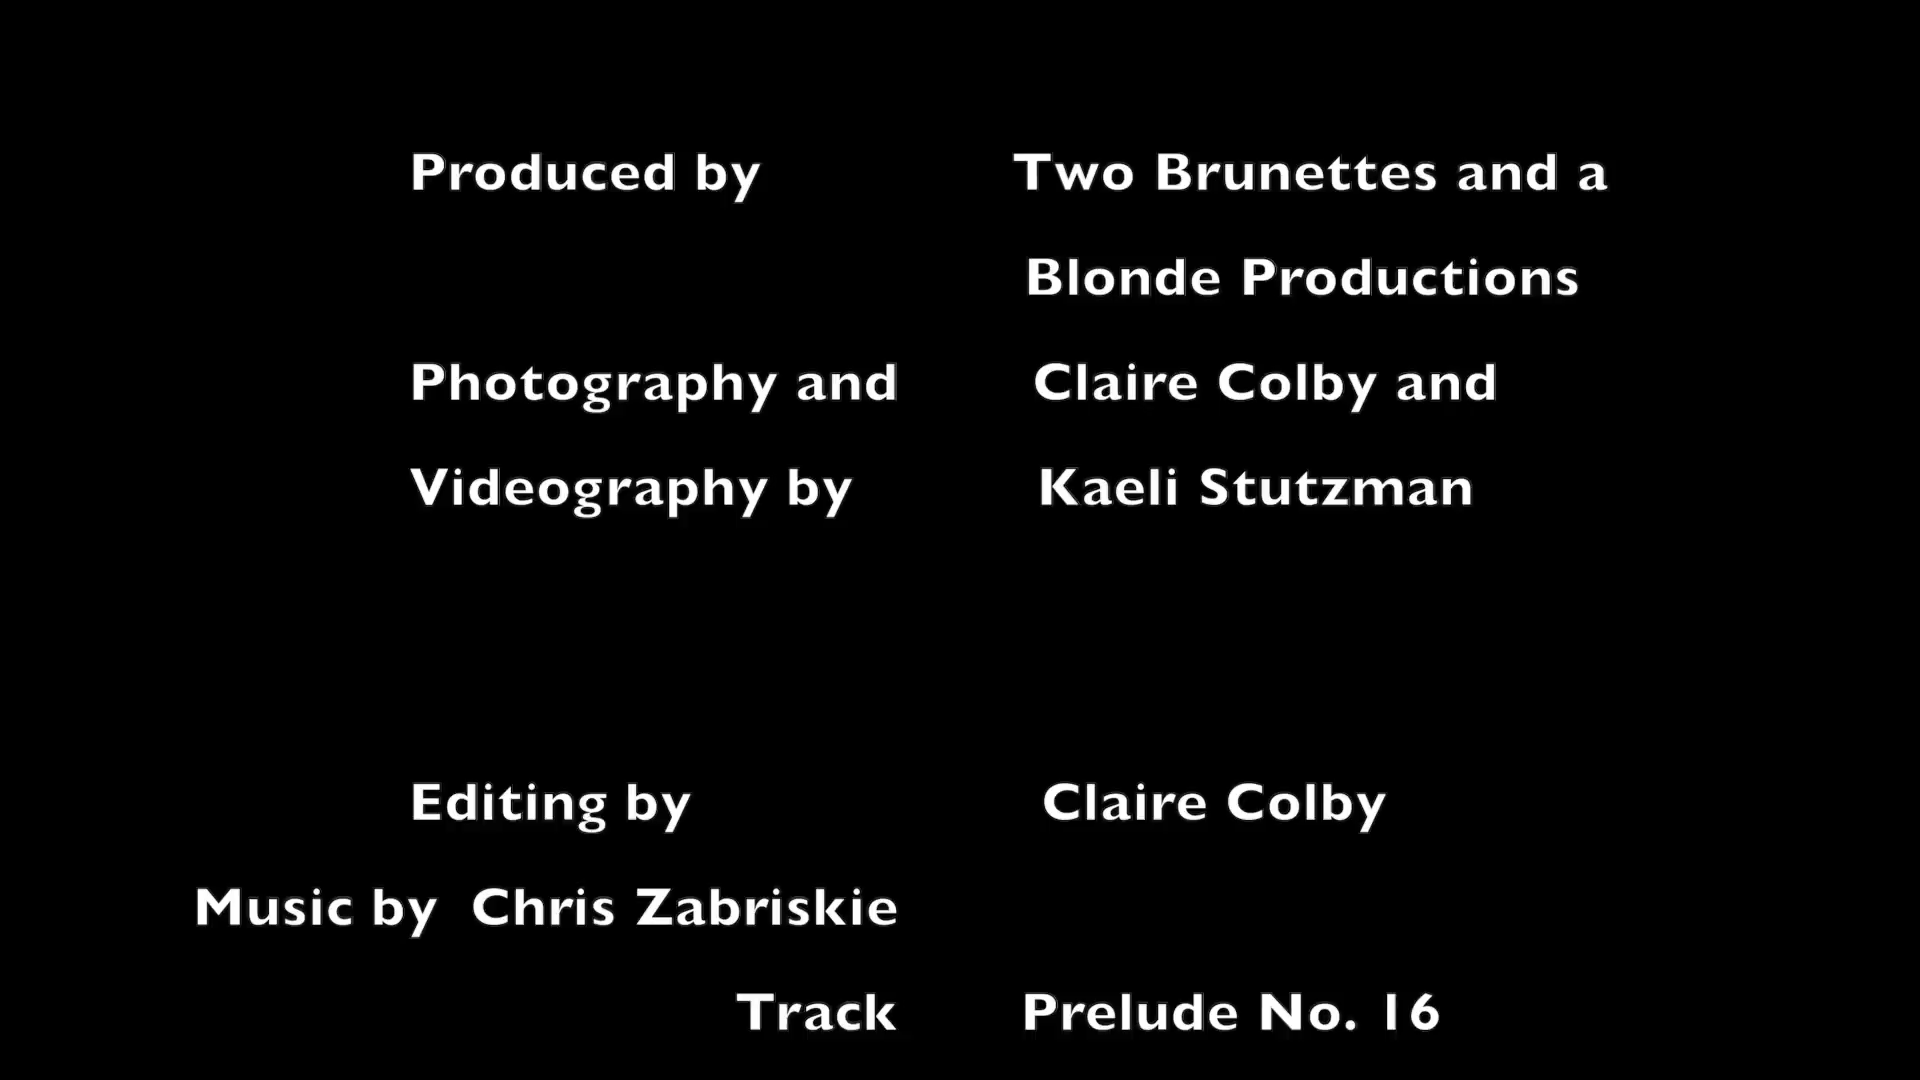 Produced by Two Brunettes and a
Blonde Productions
Photography and Claire Colby and
Videography by Kaeli Stutzman
Editing by Claire Colby
Music by Chris Zabriskie
Track Prelude No. 16